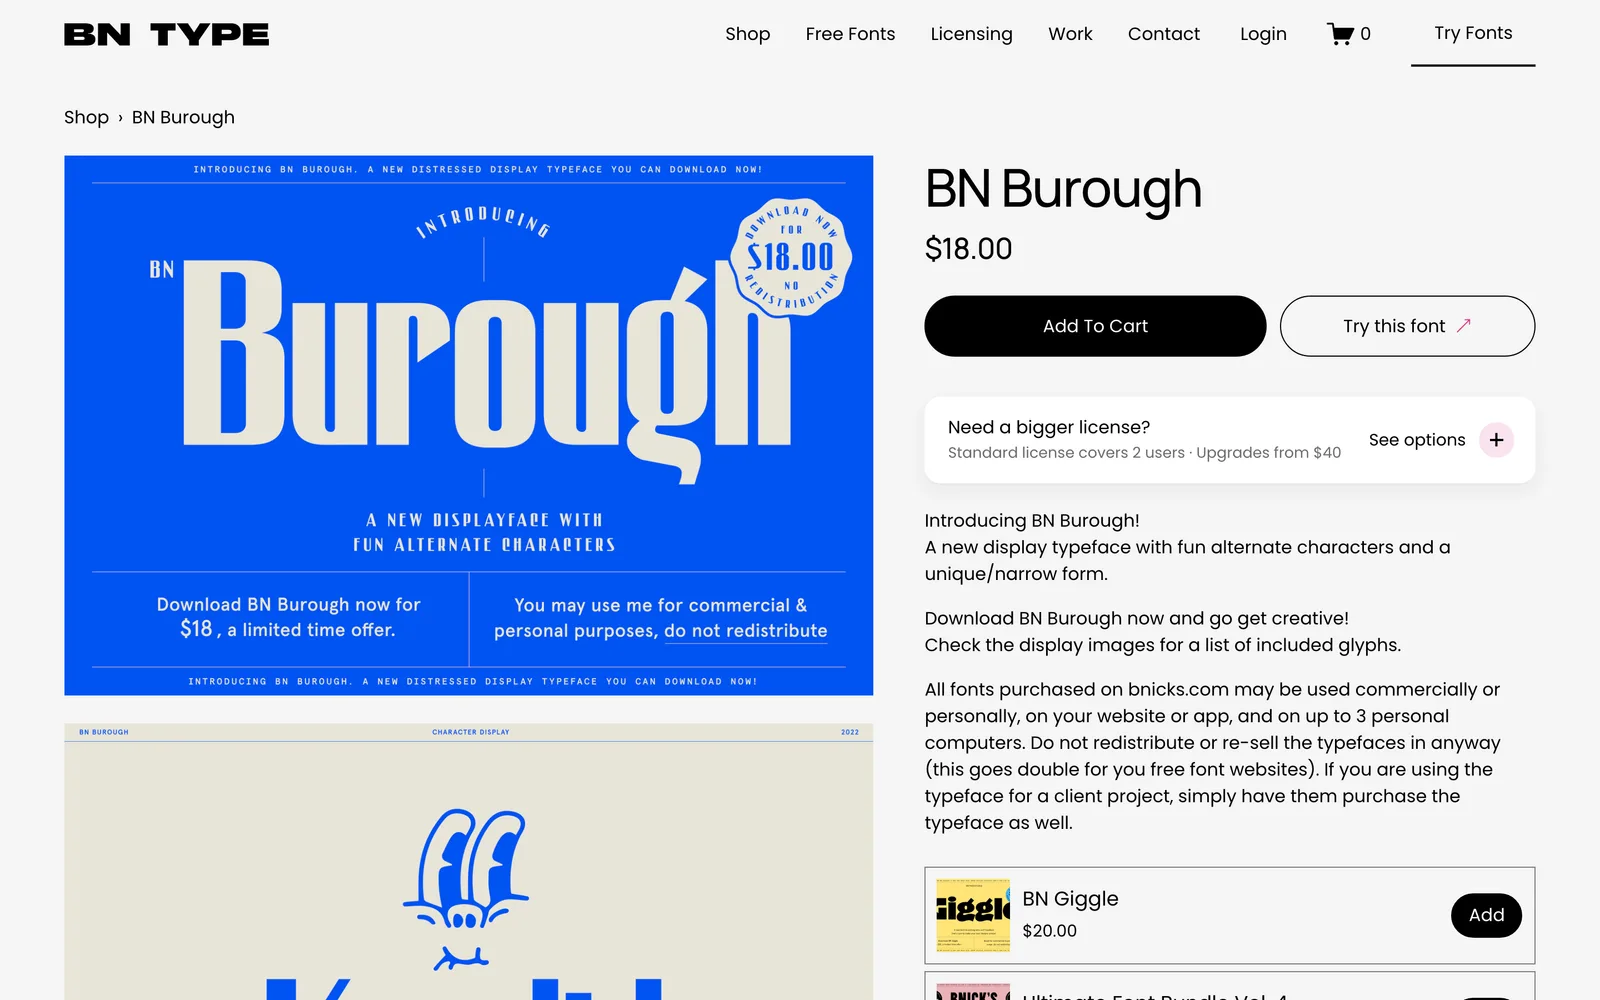 BN TYPE
Shop
Free Fonts
Licensing
Work
Contact
Login
0
Try Fonts
Shop › BN Burough
INTRODUCING BN BUROUGH. A NEW DISTRESSED DISPLAY TYPEFACE YOU CAN DOWNLOAD NOW!
INTRODUCING
BN
Burough
DOWNLOAD NOW
FOR
$18.00
NO
REDISTRIBUTION
A NEW DISPLAYFACE WITH
FUN ALTERNATE CHARACTERS
Download BN Burough now for
$18 , a limited time offer.
You may use me for commercial &
personal purposes, do not redistribute
INTRODUCING BN BUROUGH. A NEW DISTRESSED DISPLAY TYPEFACE YOU CAN DOWNLOAD NOW!
BN BUROUGH
CHARACTER DISPLAY
2022
BN Burough
$18.00
Add To Cart
Try this font
Need a bigger license?
Standard license covers 2 users · Upgrades from $40
See options
Introducing BN Burough!
A new display typeface with fun alternate characters and a
unique/narrow form.
Download BN Burough now and go get creative!
Check the display images for a list of included glyphs.
All fonts purchased on bnicks.com may be used commercially or
personally, on your website or app, and on up to 3 personal
computers. Do not redistribute or re-sell the typefaces in anyway
(this goes double for you free font websites). If you are using the
typeface for a client project, simply have them purchase the
typeface as well.
Giggle
BN Giggle
$20.00
Add
BNICK'S
Ultimate Font Bundle Vol. 4